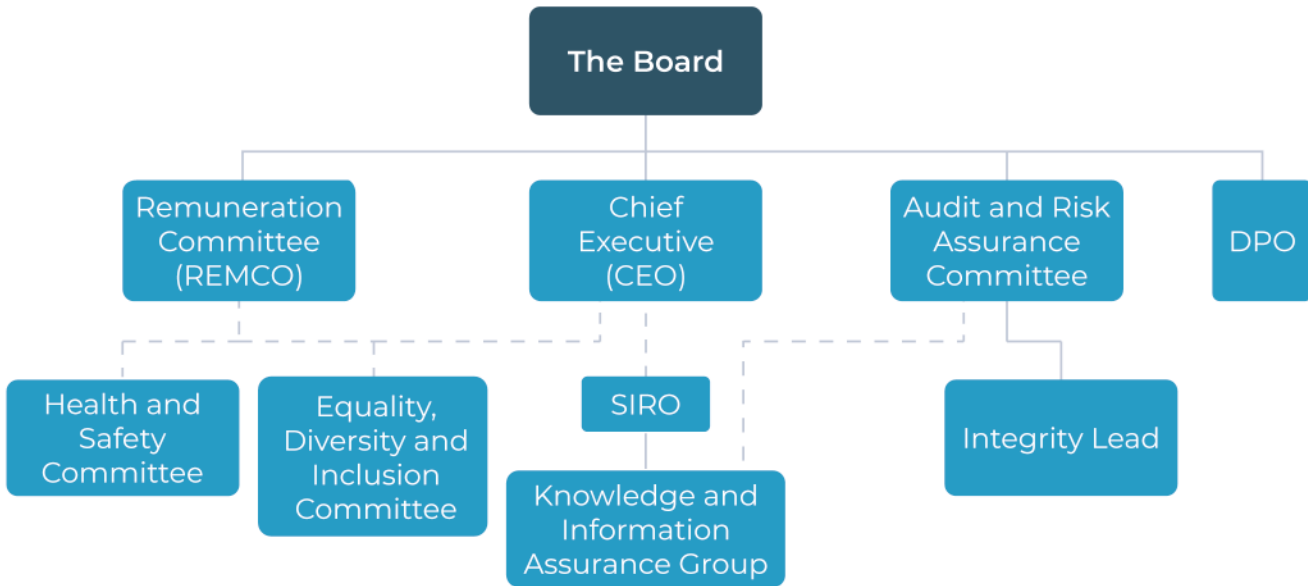 The Board
Remuneration
Committee
(REMCO)
Chief
Executive
(CEO)
Audit and Risk
Assurance
Committee
DPO
Health and
Safety
Committee
Equality,
Diversity and
Inclusion
Committee
SIRO
Knowledge and
Information
Assurance Group
Integrity Lead